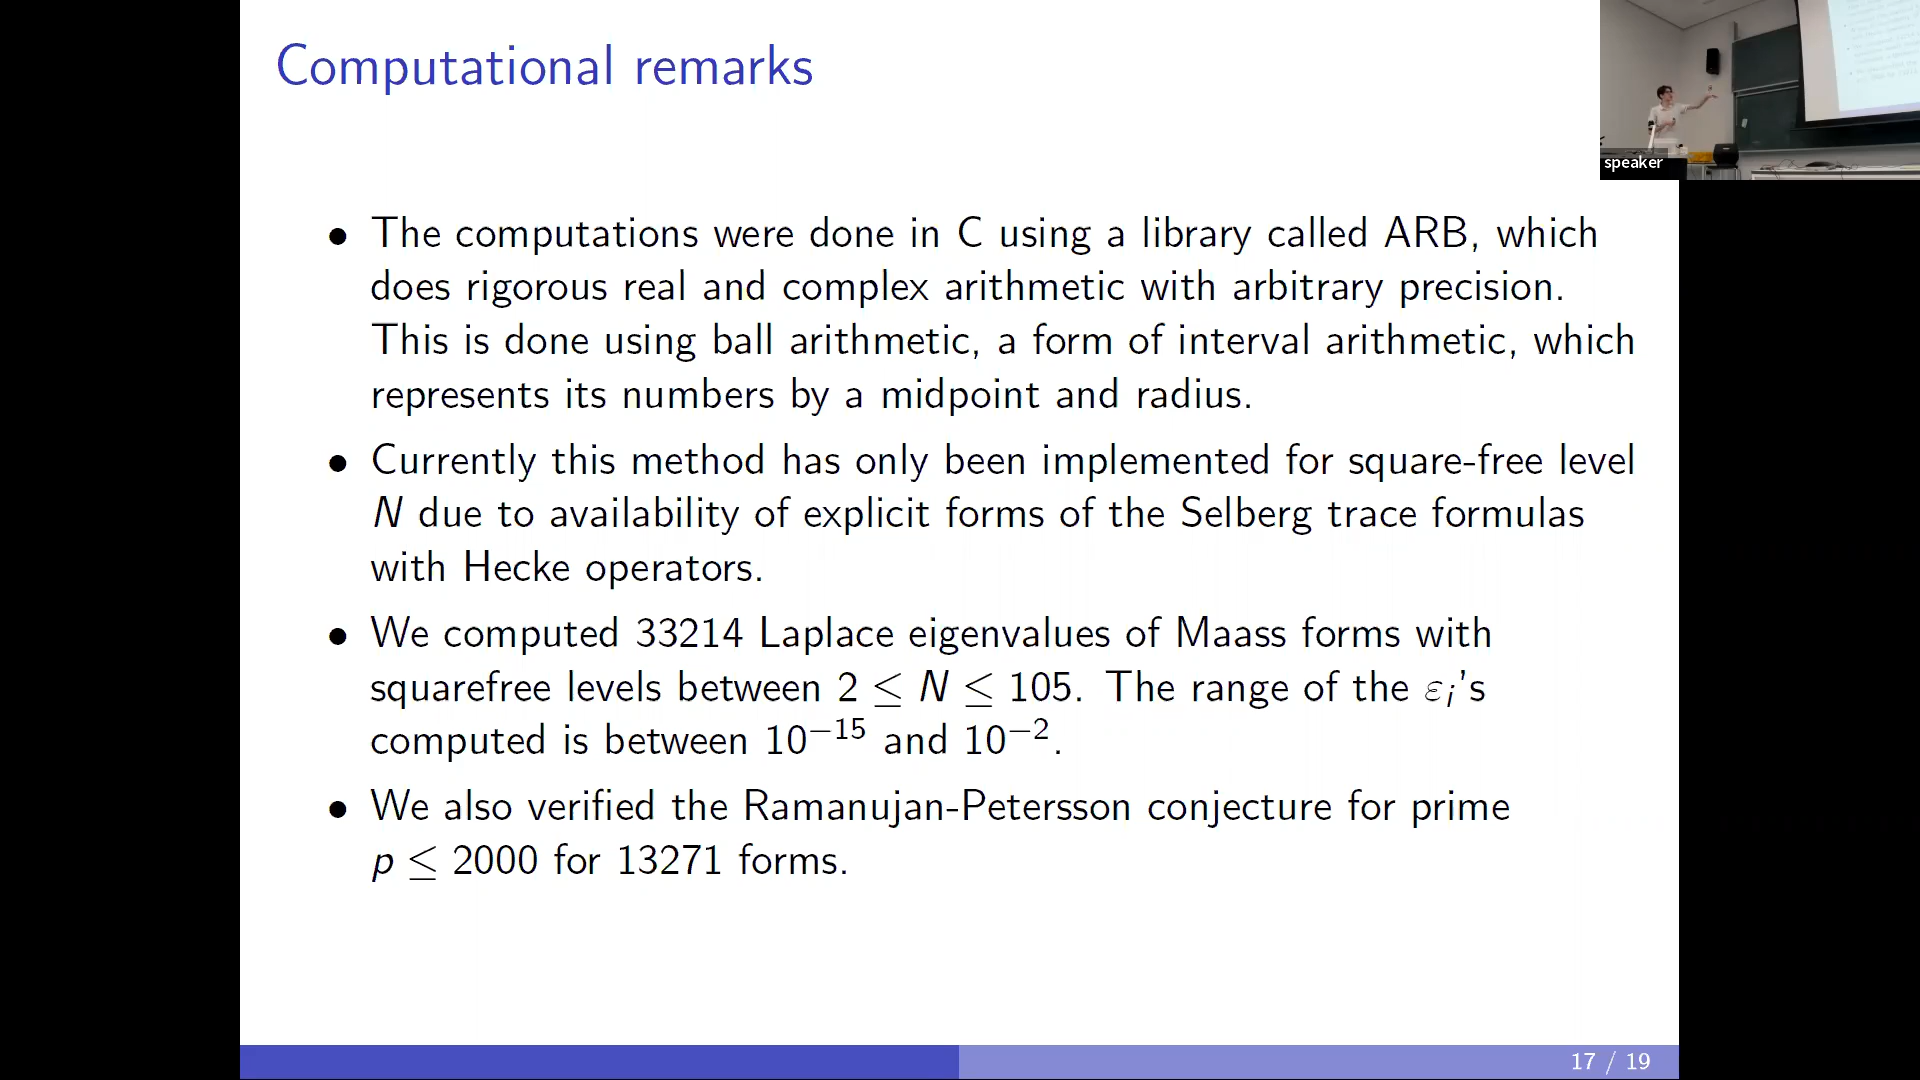 Computational remarks
speaker
• The computations were done in C using a library called ARB, which
does rigorous real and complex arithmetic with arbitrary precision.
This is done using ball arithmetic, a form of interval arithmetic, which
represents its numbers by a midpoint and radius.
• Currently this method has only been implemented for square-free level
N due to availability of explicit forms of the Selberg trace formulas
with Hecke operators.
• We computed 33214 Laplace eigenvalues of Maass forms with
squarefree levels between 2 ≤ N ≤ 105. The range of the εᵢ's
computed is between 10⁻¹⁵ and 10⁻².
• We also verified the Ramanujan-Petersson conjecture for prime
p ≤ 2000 for 13271 forms.
17 / 19